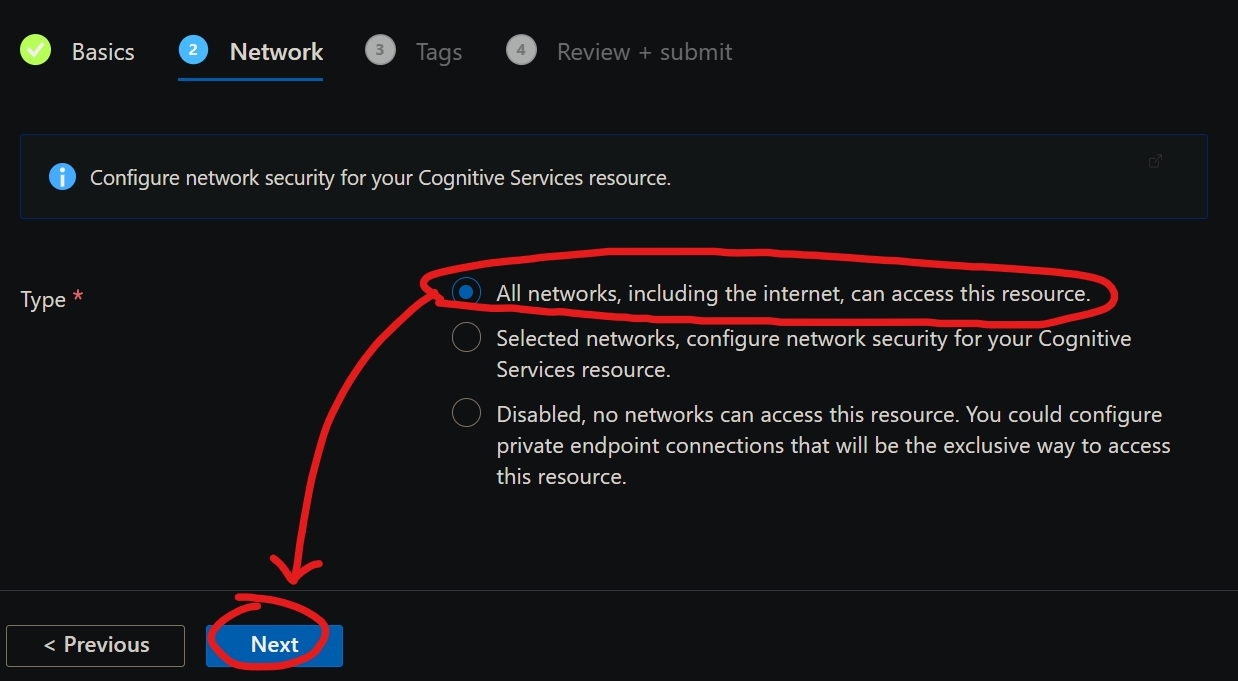 Basics 2 Network 3 Tags 4 Review + submit
Configure network security for your Cognitive Services resource.
Type * All networks, including the internet, can access this resource.
Selected networks, configure network security for your Cognitive
Services resource.
Disabled, no networks can access this resource. You could configure
private endpoint connections that will be the exclusive way to access
this resource.
< Previous Next